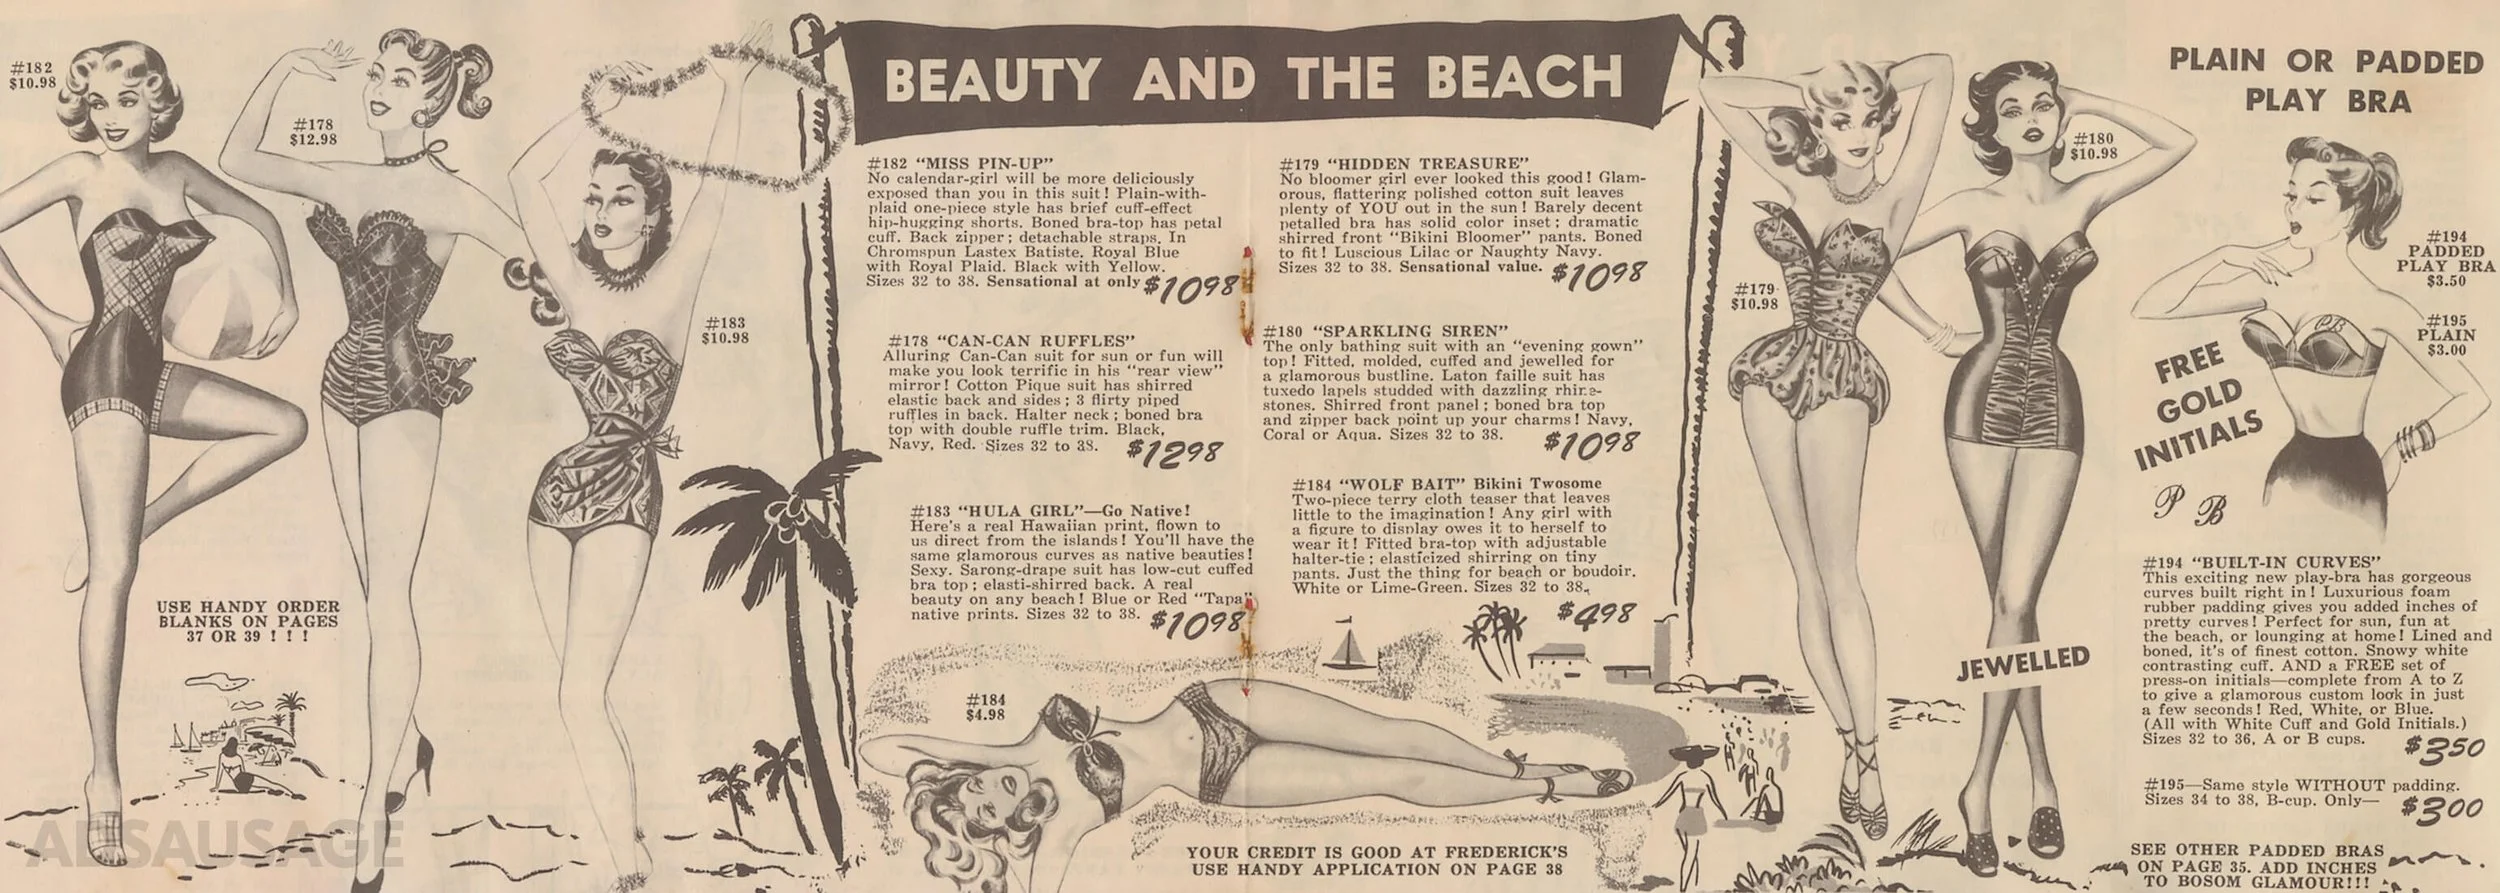 #182
$10.98
#178
$12.98
#183
$10.98
USE HANDY ORDER
BLANKS ON PAGES
37 OR 39 ! ! !
AESAUSAGE
BEAUTY AND THE BEACH
#182 “MISS PIN-UP”
No calendar-girl will be more deliciously
exposed than you in this suit! Plain-with-
plaid one-piece style has brief cuff-effect
hip-hugging shorts. Boned bra-top has petal
cuff. Back zipper; detachable straps. In
Chromspun Lastex Batiste. Royal Blue
with Royal Plaid. Black with Yellow.
Sizes 32 to 38. Sensational at only $1098
#178 “CAN-CAN RUFFLES”
Alluring Can-Can suit for sun or fun will
make you look terrific in his “rear view”
mirror! Cotton Pique suit has shirred
elastic back and sides; 3 flirty piped
ruffles in back. Halter neck; boned bra
top with double ruffle trim. Black,
Navy, Red. Sizes 32 to 38. $1298
#183 “HULA GIRL”—Go Native!
Here's a real Hawaiian print, flown to
us direct from the islands! You'll have the
same glamorous curves as native beauties!
Sexy. Sarong-drape suit has low-cut cuffed
bra top; elasti-shirred back. A real
beauty on any beach! Blue or Red “Tapa”
native prints. Sizes 32 to 38. $1098
#179 “HIDDEN TREASURE”
No bloomer girl ever looked this good! Glam-
orous, flattering polished cotton suit leaves
plenty of YOU out in the sun! Barely decent
petalled bra has solid color inset; dramatic
shirred front “Bikini Bloomer” pants. Boned
to fit! Luscious Lilac or Naughty Navy.
Sizes 32 to 38. Sensational value. $1098
#180 “SPARKLING SIREN”
The only bathing suit with an “evening gown”
top! Fitted, molded, cuffed and jewelled for
a glamorous bustline. Laton faille suit has
tuxedo lapels studded with dazzling rhine-
stones. Shirred front panel; boned bra top
and zipper back point up your charms! Navy,
Coral or Aqua. Sizes 32 to 38. $1098
#184 “WOLF BAIT” Bikini Twosome
Two-piece terry cloth teaser that leaves
little to the imagination! Any girl with
a figure to display owes it to herself to
wear it! Fitted bra-top with adjustable
halter-tie; elasticized shirring on tiny
pants. Just the thing for beach or boudoir.
White or Lime-Green. Sizes 32 to 38.
$498
#184
$4.98
YOUR CREDIT IS GOOD AT FREDERICK'S
USE HANDY APPLICATION ON PAGE 38
#179
$10.98
#180
$10.98
JEWELLED
PLAIN OR PADDED
PLAY BRA
#194
PADDED
PLAY BRA
$3.50
#195
PLAIN
$3.00
PB
FREE
GOLD
INITIALS
P B
#194 “BUILT-IN CURVES”
This exciting new play-bra has gorgeous
curves built right in! Luxurious foam
rubber padding gives you added inches of
pretty curves! Perfect for sun, fun at
the beach, or lounging at home! Lined and
boned, it's of finest cotton. Snowy white
contrasting cuff. AND a FREE set of
press-on initials—complete from A to Z
to give a glamorous custom look in just
a few seconds! Red, White, or Blue.
(All with White Cuff and Gold Initials.)
Sizes 32 to 36, A or B cups. $350
#195—Same style WITHOUT padding.
Sizes 34 to 38, B-cup. Only— $300
SEE OTHER PADDED BRAS
ON PAGE 35. ADD INCHES
TO BOSOM GLAMOUR!!!